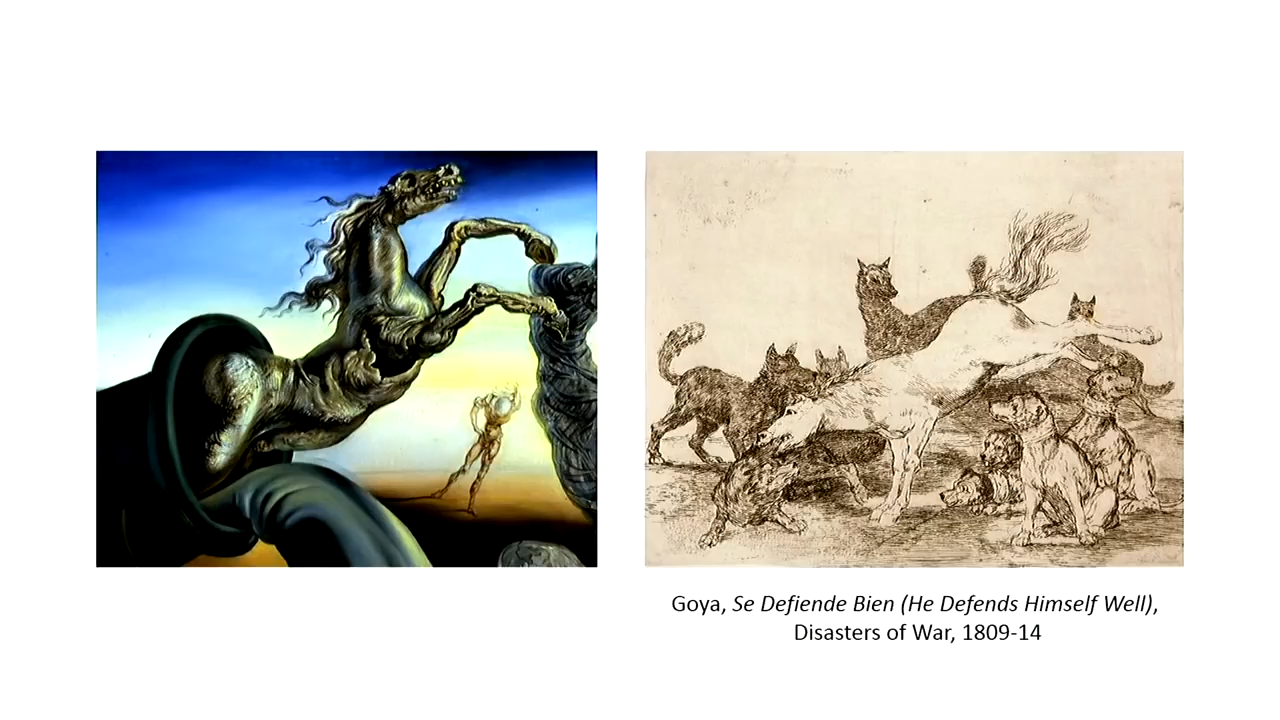 Goya, Se Defiende Bien (He Defends Himself Well),
Disasters of War, 1809-14